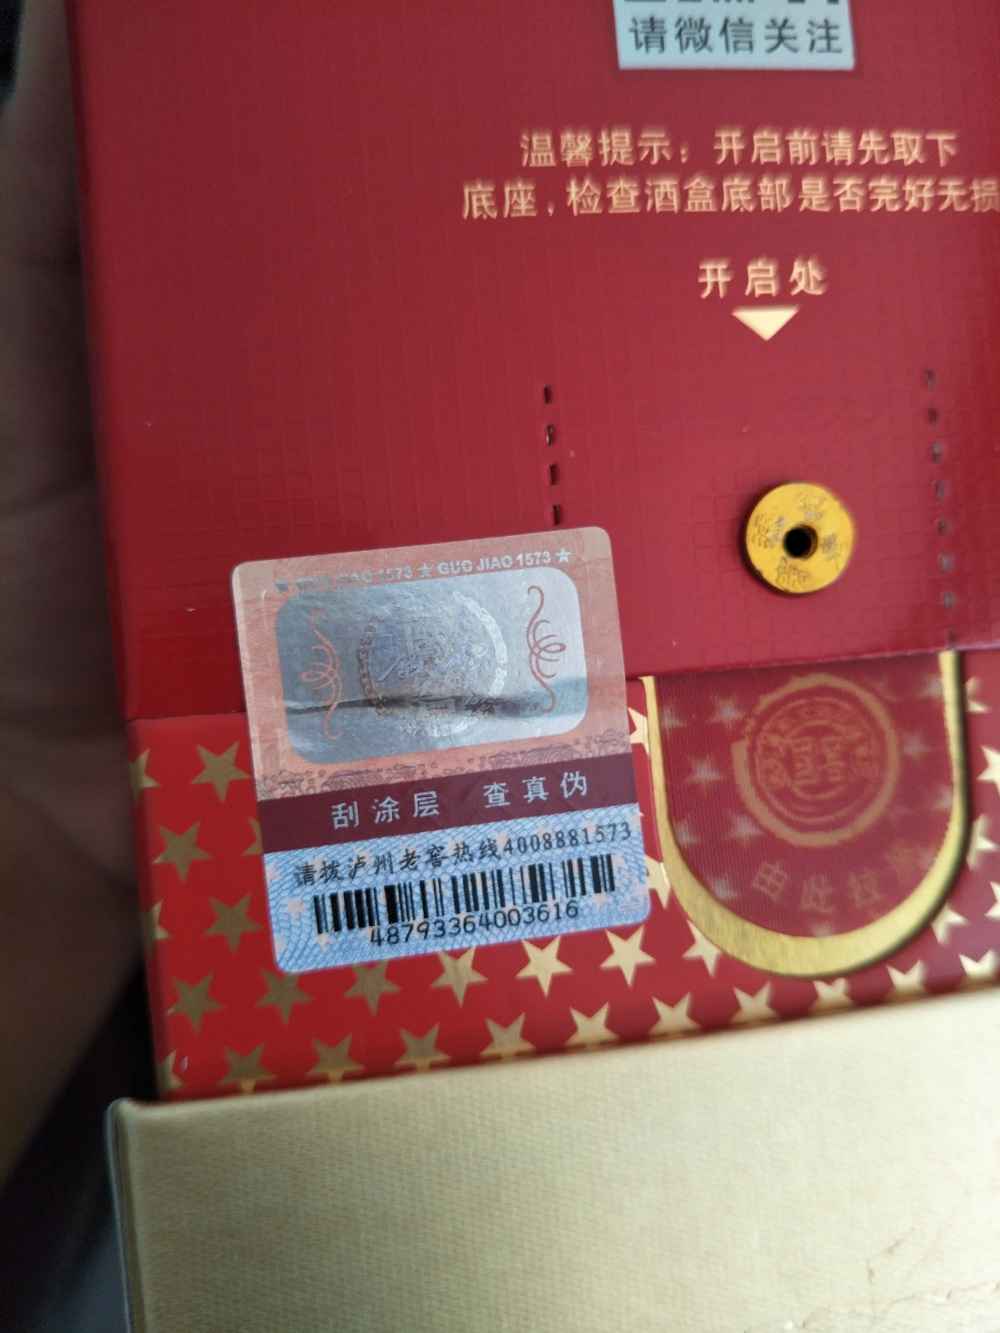 请微信关注
温馨提示：开启前请先取下
底座，检查酒盒底部是否完好无损
开启处
1573 ★ GUO JIAO 1573 ★
刮涂层 查真伪
请拨泸州老窖热线4008881573
48793364003616
由此拉